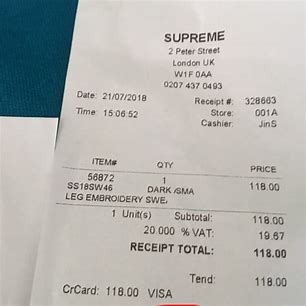 SUPREME
2 Peter Street
London UK
W1F 0AA
0207 437 0493
Date: 21/07/2018 Receipt #: 328663
Store: 001A
Time: 15:06:52 Cashier: JinS
ITEM# QTY PRICE
56872 1 118.00
SS18SW46 DARK /SMA
LEG EMBROIDERY SWE
1 Unit(s) Subtotal: 118.00
20.000 % VAT: 19.67
RECEIPT TOTAL: 118.00
Tend: 118.00
CrCard: 118.00 VISA